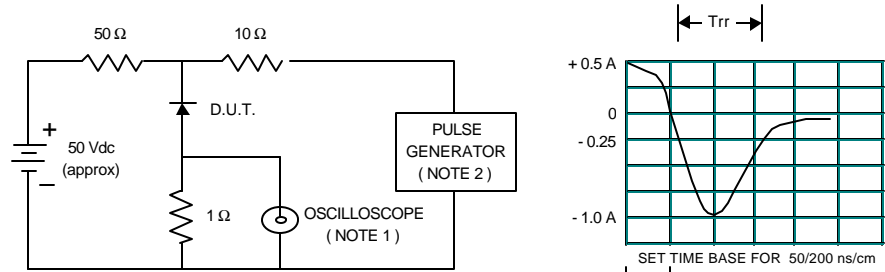 50 Ω
10 Ω
D.U.T.
+
50 Vdc
(approx)
−
1 Ω
OSCILLOSCOPE
( NOTE 1 )
PULSE
GENERATOR
( NOTE 2 )
Trr
+ 0.5 A
0
- 0.25
- 1.0 A
SET TIME BASE FOR 50/200 ns/cm